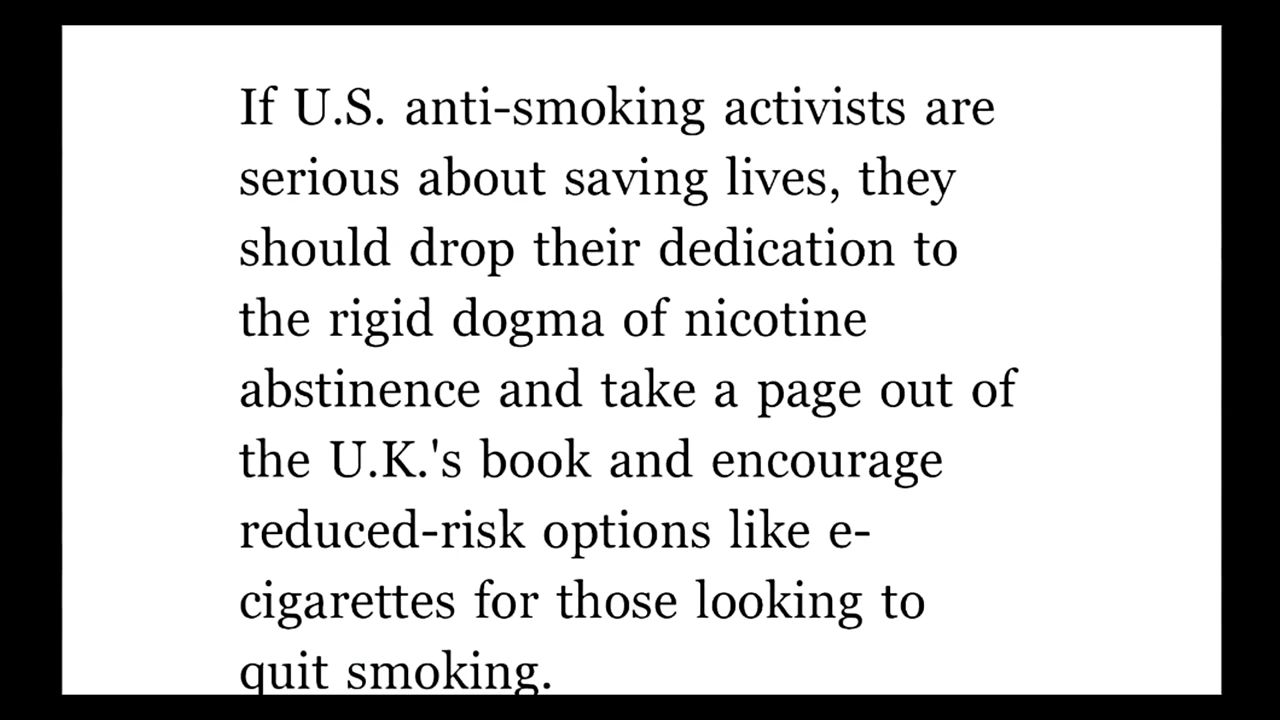 If U.S. anti-smoking activists are
serious about saving lives, they
should drop their dedication to
the rigid dogma of nicotine
abstinence and take a page out of
the U.K.'s book and encourage
reduced-risk options like e-
cigarettes for those looking to
quit smoking.